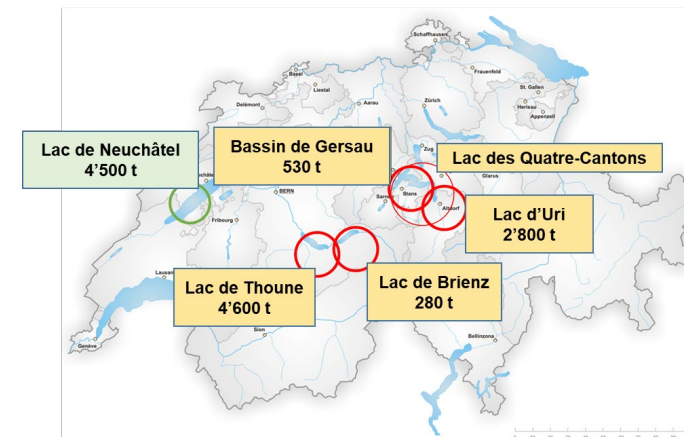 Schaffhausen
Basel
Liestal
Frauenfeld
St. Gallen
Herisau
Appenzell
Delémont
Aarau
Zürich
Lac de Neuchâtel
4’500 t
Bassin de Gersau
530 t
Zug
Lac des Quatre-Cantons
Glarus
BERN
Sarnen
Stans
Altdorf
Fribourg
Lac d’Uri
2’800 t
Lac de Thoune
4’600 t
Lac de Brienz
280 t
Sion
Bellinzona
Genève